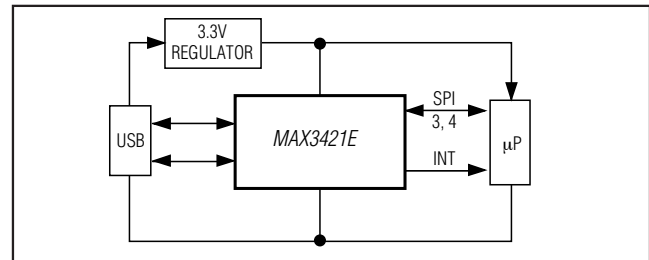 3.3V
REGULATOR
USB
MAX3421E
SPI
3, 4
INT
μP